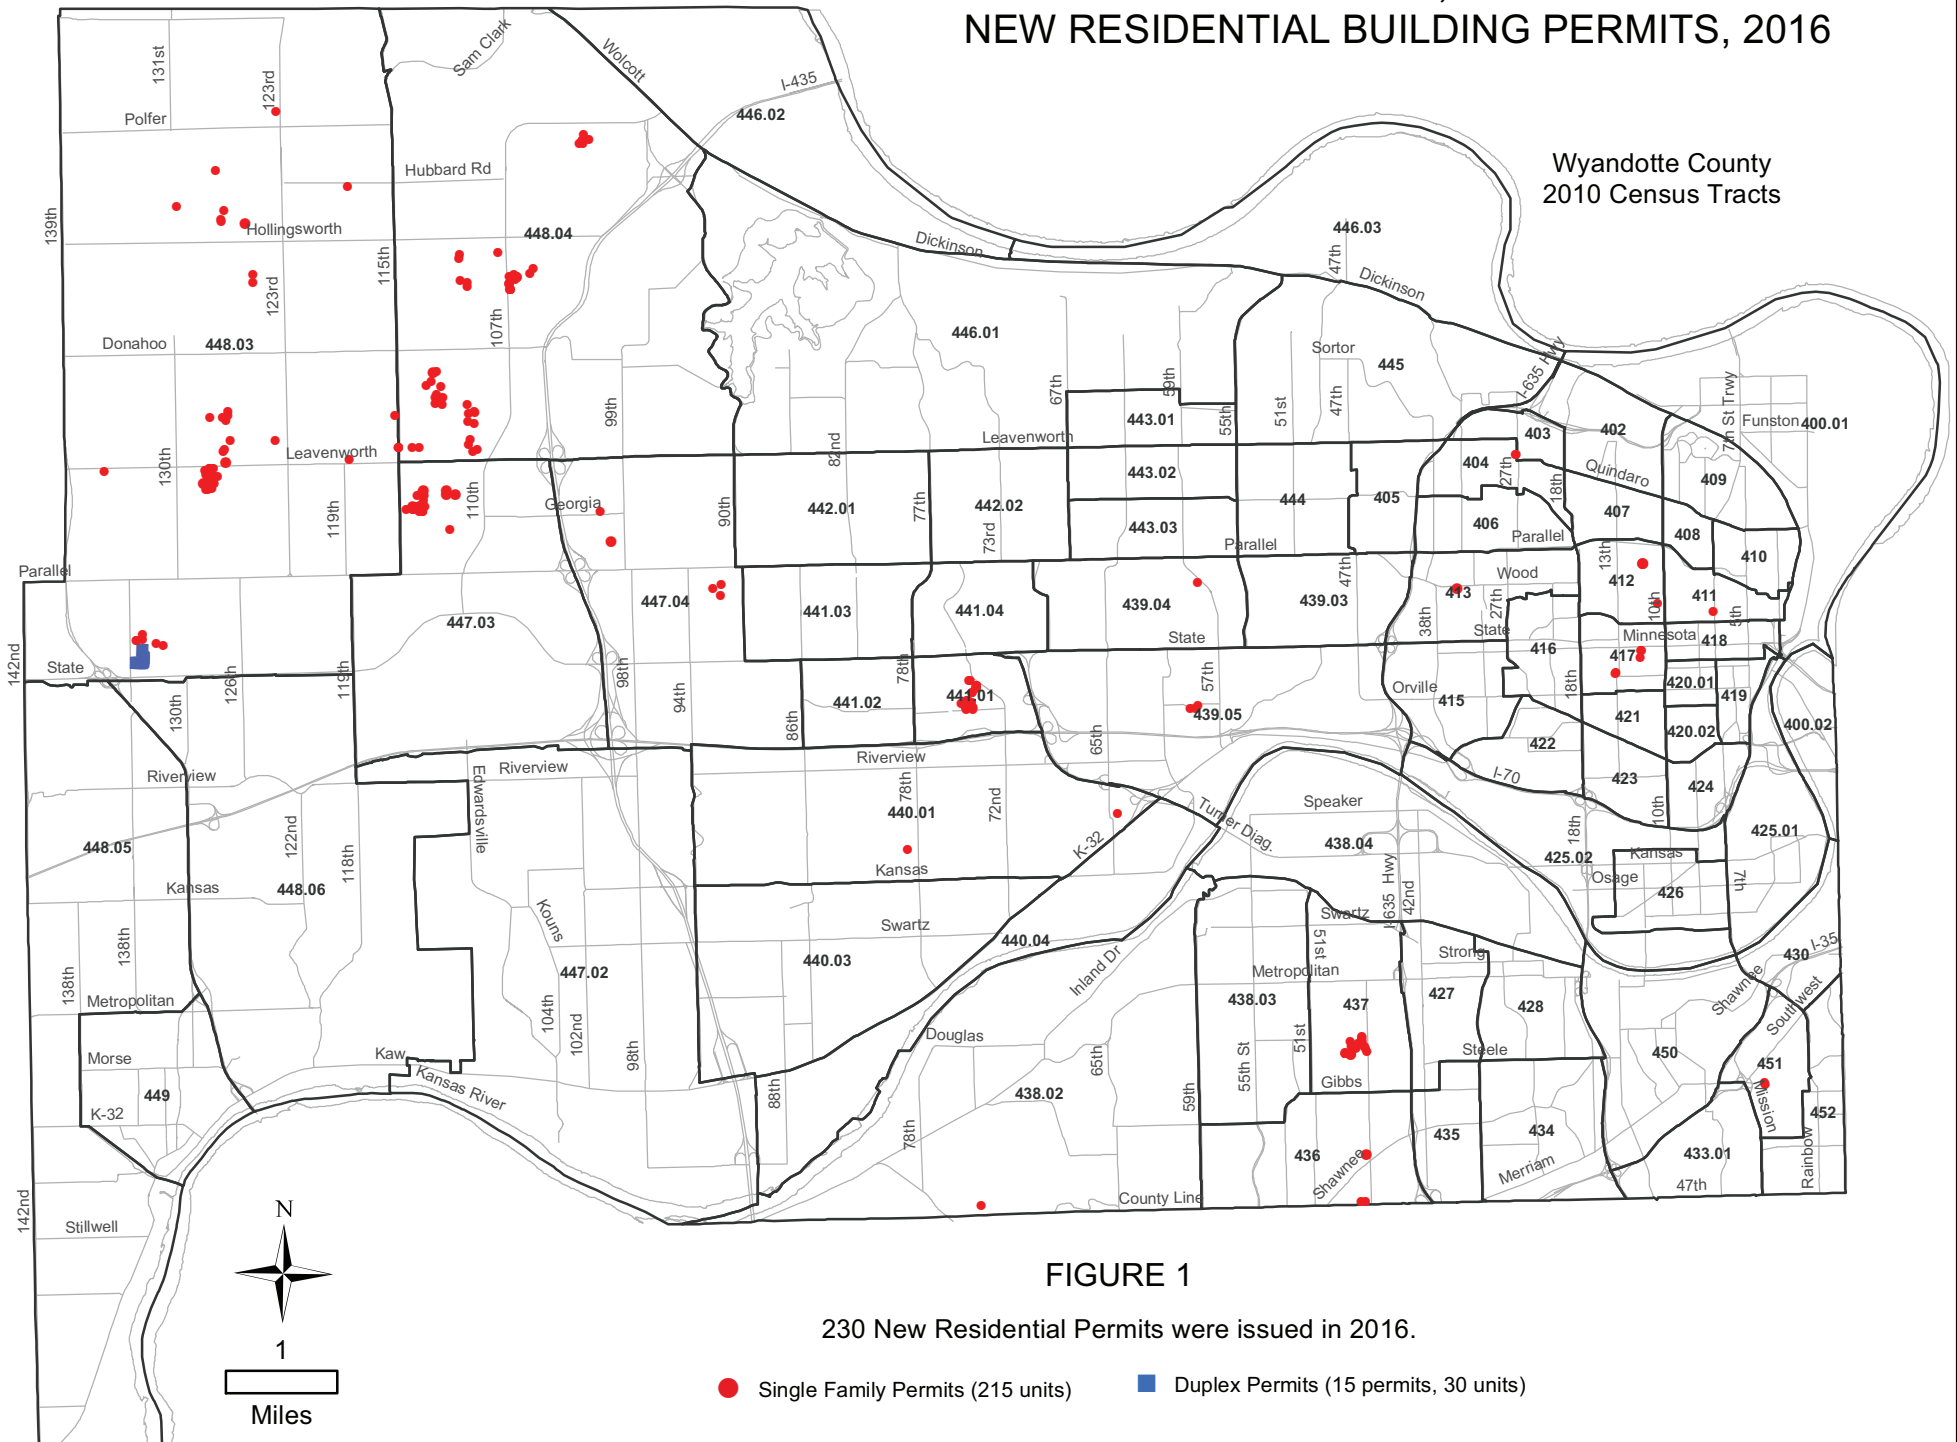 NEW RESIDENTIAL BUILDING PERMITS, 2016
Wyandotte County
2010 Census Tracts
131st
123rd
Sam Clark
Wolcott
I-435
446.02
Polfer
Hubbard Rd
139th
Hollingsworth
448.04
115th
123rd
107th
Dickinson
446.03
47th
Dickinson
Donahoo
448.03
446.01
Sortor
445
I-635 Hwy
99th
67th
59th
55th
51st
47th
443.01
403
402
7th St Trwy
Funston
400.01
130th
Leavenworth
82nd
Leavenworth
443.02
404
27th
Quindaro
409
119th
110th
Georgia
90th
442.01
77th
442.02
73rd
443.03
444
405
18th
406
407
408
Parallel
Parallel
Parallel
13th
410
47th
Wood
412
447.04
441.03
441.04
439.04
439.03
413
27th
10th
411
5th
447.03
38th
142nd
State
State
State
Minnesota
418
126th
119th
98th
78th
57th
416
417
130th
94th
86th
441.02
441.01
439.05
Orville
415
18th
420.01
419
65th
421
420.02
400.02
422
Riverview
Edwardsville
Riverview
Riverview
I-70
423
424
78th
72nd
440.01
Turner Diag.
Speaker
10th
18th
448.05
122nd
118th
K-32
438.04
425.01
425.02
Kansas
Kansas
448.06
Kansas
I-635 Hwy
42nd
Osage
426
7th
Kouns
Swartz
Swartz
440.04
138th
138th
447.02
440.03
Inland Dr
51st
Strong
430
I-35
Metropolitan
Metropolitan
438.03
437
427
428
Shawnee
Southwest
104th
102nd
98th
Douglas
65th
51st
55th St
Steele
450
Morse
Kaw
Kansas River
88th
438.02
59th
Gibbs
451
449
K-32
78th
435
434
Mission
452
436
Shawnee
Merriam
433.01
Rainbow
47th
142nd
Stillwell
County Line
N
1
Miles
FIGURE 1
230 New Residential Permits were issued in 2016.
Single Family Permits (215 units)
Duplex Permits (15 permits, 30 units)